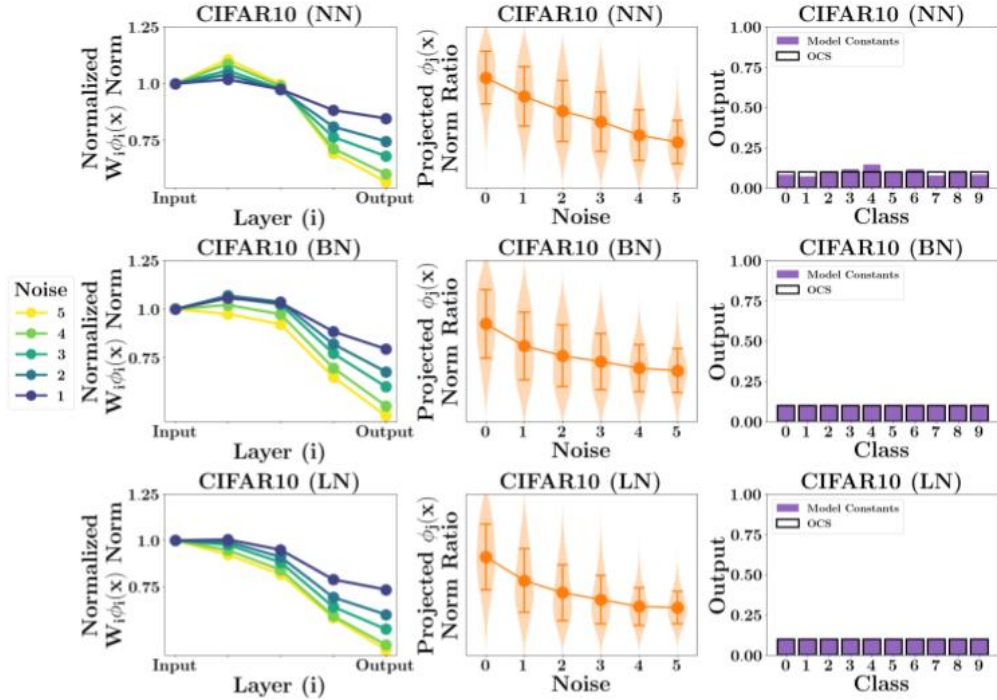 CIFAR10 (NN)
1.25
1.0
0.75
Normalized
W_iϕ_i(x) Norm
Input
Output
Layer (i)
CIFAR10 (NN)
Projected ϕ_j(x)
Norm Ratio
0 1 2 3 4 5
Noise
CIFAR10 (NN)
1.00
0.75
0.50
0.25
0.00
Output
Model Constants
OCS
0 1 2 3 4 5 6 7 8 9
Class
Noise
5
4
3
2
1
CIFAR10 (BN)
1.25
1.0
0.75
Normalized
W_iϕ_i(x) Norm
Input
Output
Layer (i)
CIFAR10 (BN)
Projected ϕ_j(x)
Norm Ratio
0 1 2 3 4 5
Noise
CIFAR10 (BN)
1.00
0.75
0.50
0.25
0.00
Output
Model Constants
OCS
0 1 2 3 4 5 6 7 8 9
Class
CIFAR10 (LN)
1.25
1.0
0.75
Normalized
W_iϕ_i(x) Norm
Input
Output
Layer (i)
CIFAR10 (LN)
Projected ϕ_j(x)
Norm Ratio
0 1 2 3 4 5
Noise
CIFAR10 (LN)
1.00
0.75
0.50
0.25
0.00
Output
Model Constants
OCS
0 1 2 3 4 5 6 7 8 9
Class